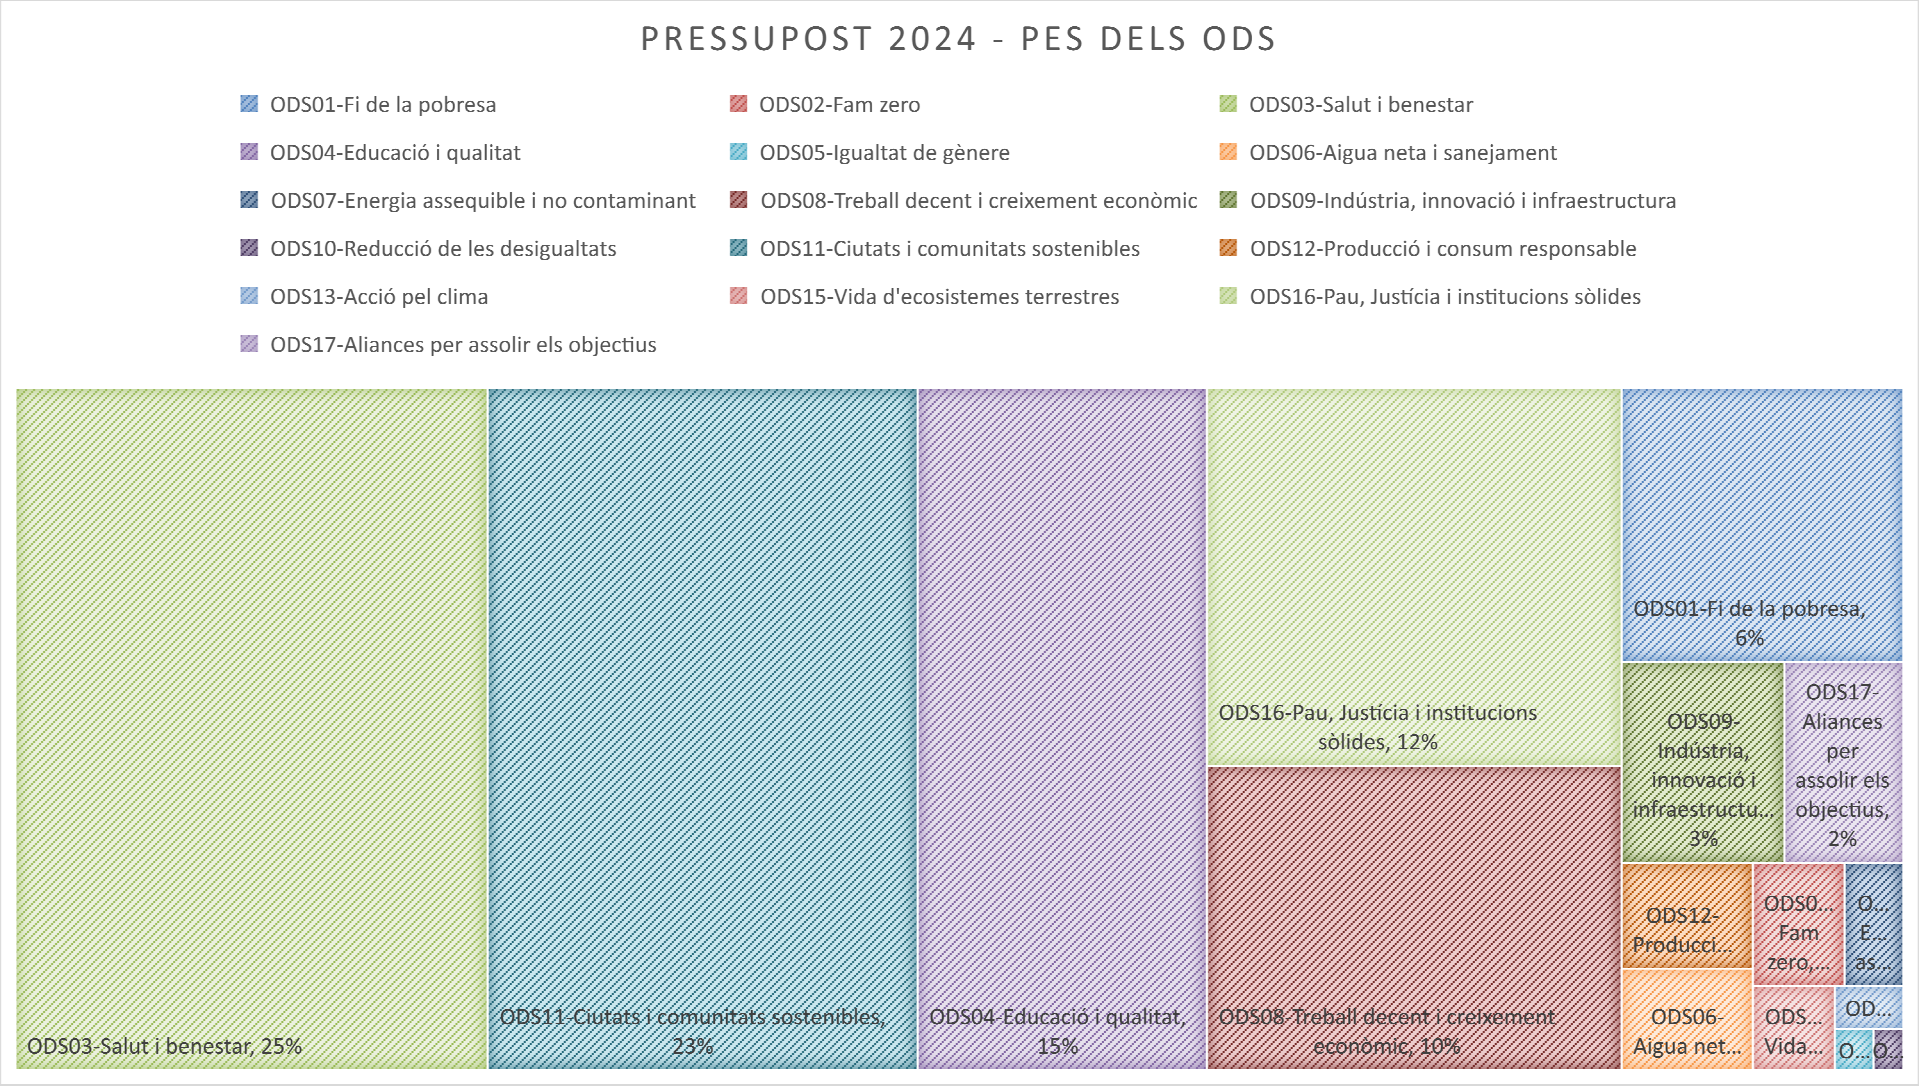 PRESSUPOST 2024 - PES DELS ODS
ODS01-Fi de la pobresa
ODS02-Fam zero
ODS03-Salut i benestar
ODS04-Educació i qualitat
ODS05-Igualtat de gènere
ODS06-Aigua neta i sanejament
ODS07-Energia assequible i no contaminant
ODS08-Treball decent i creixement econòmic
ODS09-Indústria, innovació i infraestructura
ODS10-Reducció de les desigualtats
ODS11-Ciutats i comunitats sostenibles
ODS12-Producció i consum responsable
ODS13-Acció pel clima
ODS15-Vida d'ecosistemes terrestres
ODS16-Pau, Justícia i institucions sòlides
ODS17-Aliances per assolir els objectius
ODS03-Salut i benestar, 25%
ODS11-Ciutats i comunitats sostenibles,
23%
ODS04-Educació i qualitat,
15%
ODS16-Pau, Justícia i institucions
sòlides, 12%
ODS08-Treball decent i creixement
econòmic, 10%
ODS01-Fi de la pobresa,
6%
ODS09-
Indústria,
innovació i
infraestructu...
3%
ODS17-
Aliances
per
assolir els
objectius,
2%
ODS12-
Producci...
ODS0...
Fam
zero,...
O...
E...
as...
ODS06-
Aigua net...
ODS...
Vida...
OD...
O...
O...